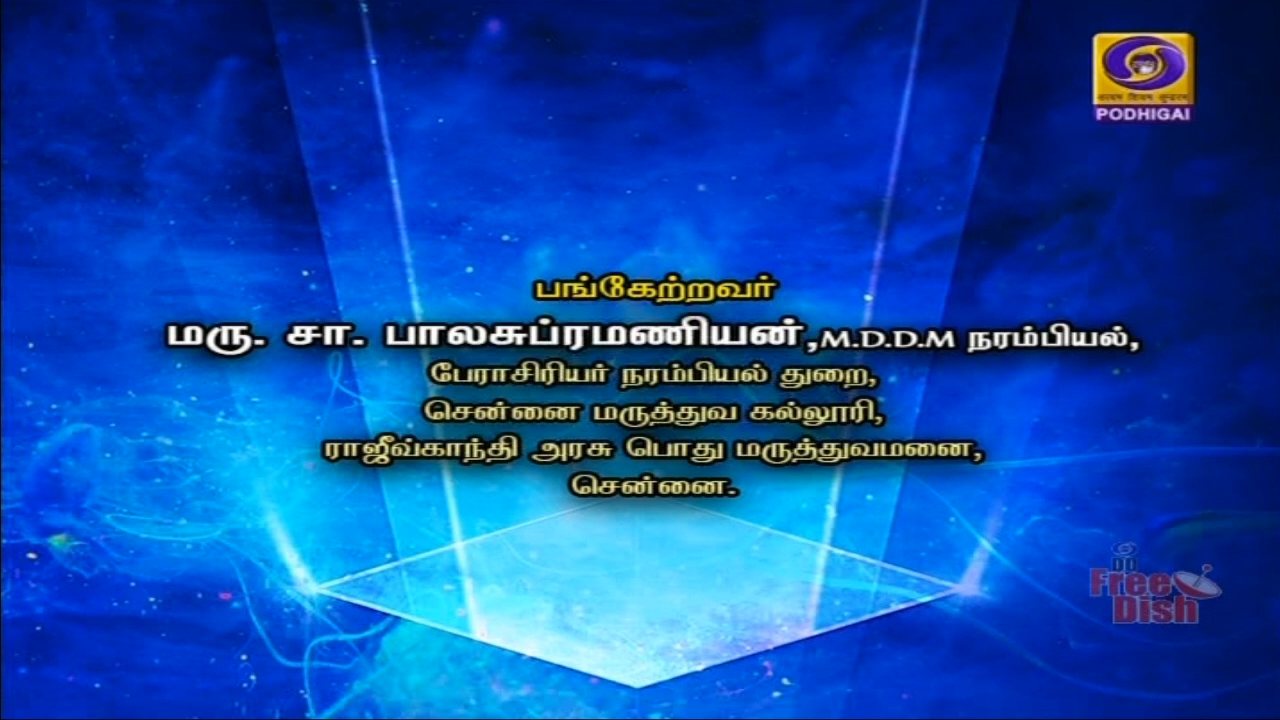 PODHIGAI
பங்கேற்றவர்
மரு. சா. பாலசுப்ரமணியன்,M.D.D.M நரம்பியல்,
பேராசிரியர் நரம்பியல் துறை,
சென்னை மருத்துவ கல்லூரி,
ராஜீவ்காந்தி அரசு பொது மருத்துவமனை,
சென்னை.
DD
Free
Dish